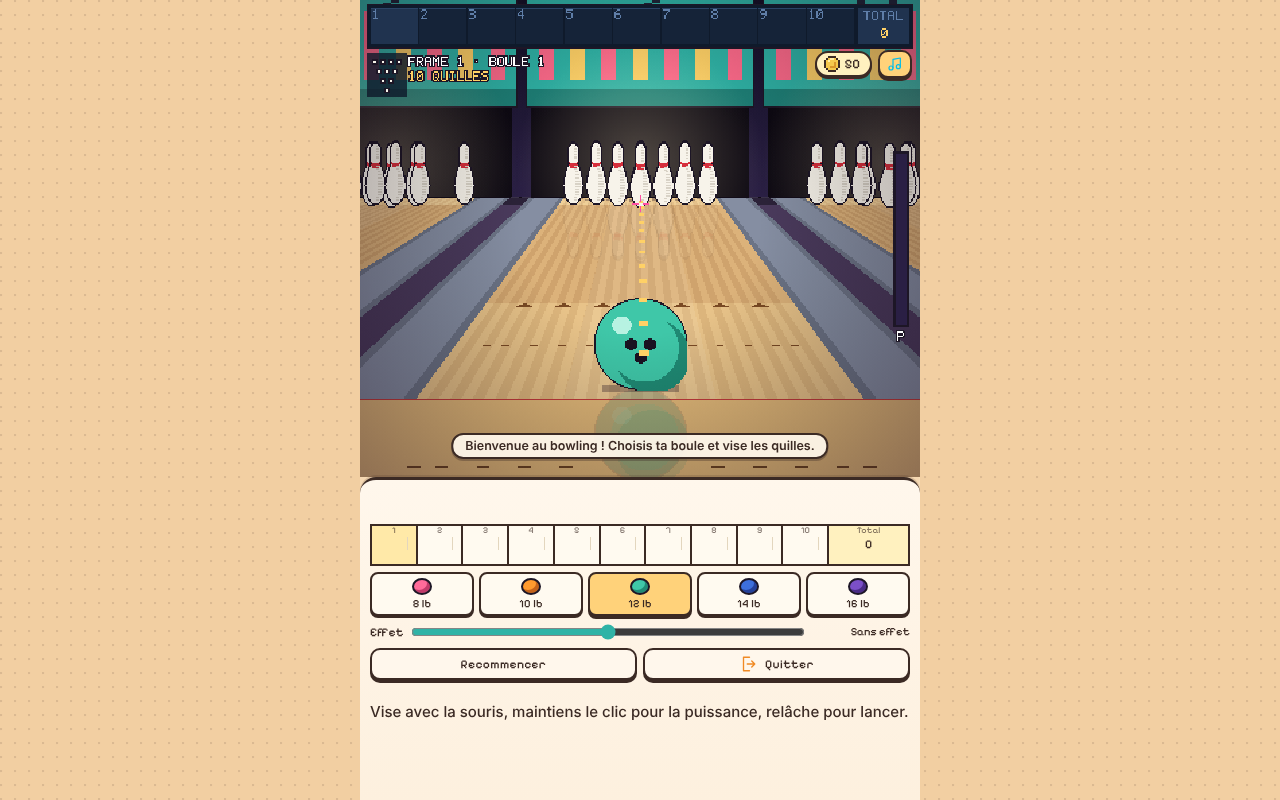 1 2 3 4 5 6 7 8 9 10 TOTAL
0
FRAME 1 · BOULE 1
10 QUILLES
50
P
Bienvenue au bowling ! Choisis ta boule et vise les quilles.
1 2 3 4 5 6 7 8 9 10 Total
0
8 lb 10 lb 12 lb 14 lb 16 lb
Effet Sans effet
Recommencer Quitter
Vise avec la souris, maintiens le clic pour la puissance, relâche pour lancer.